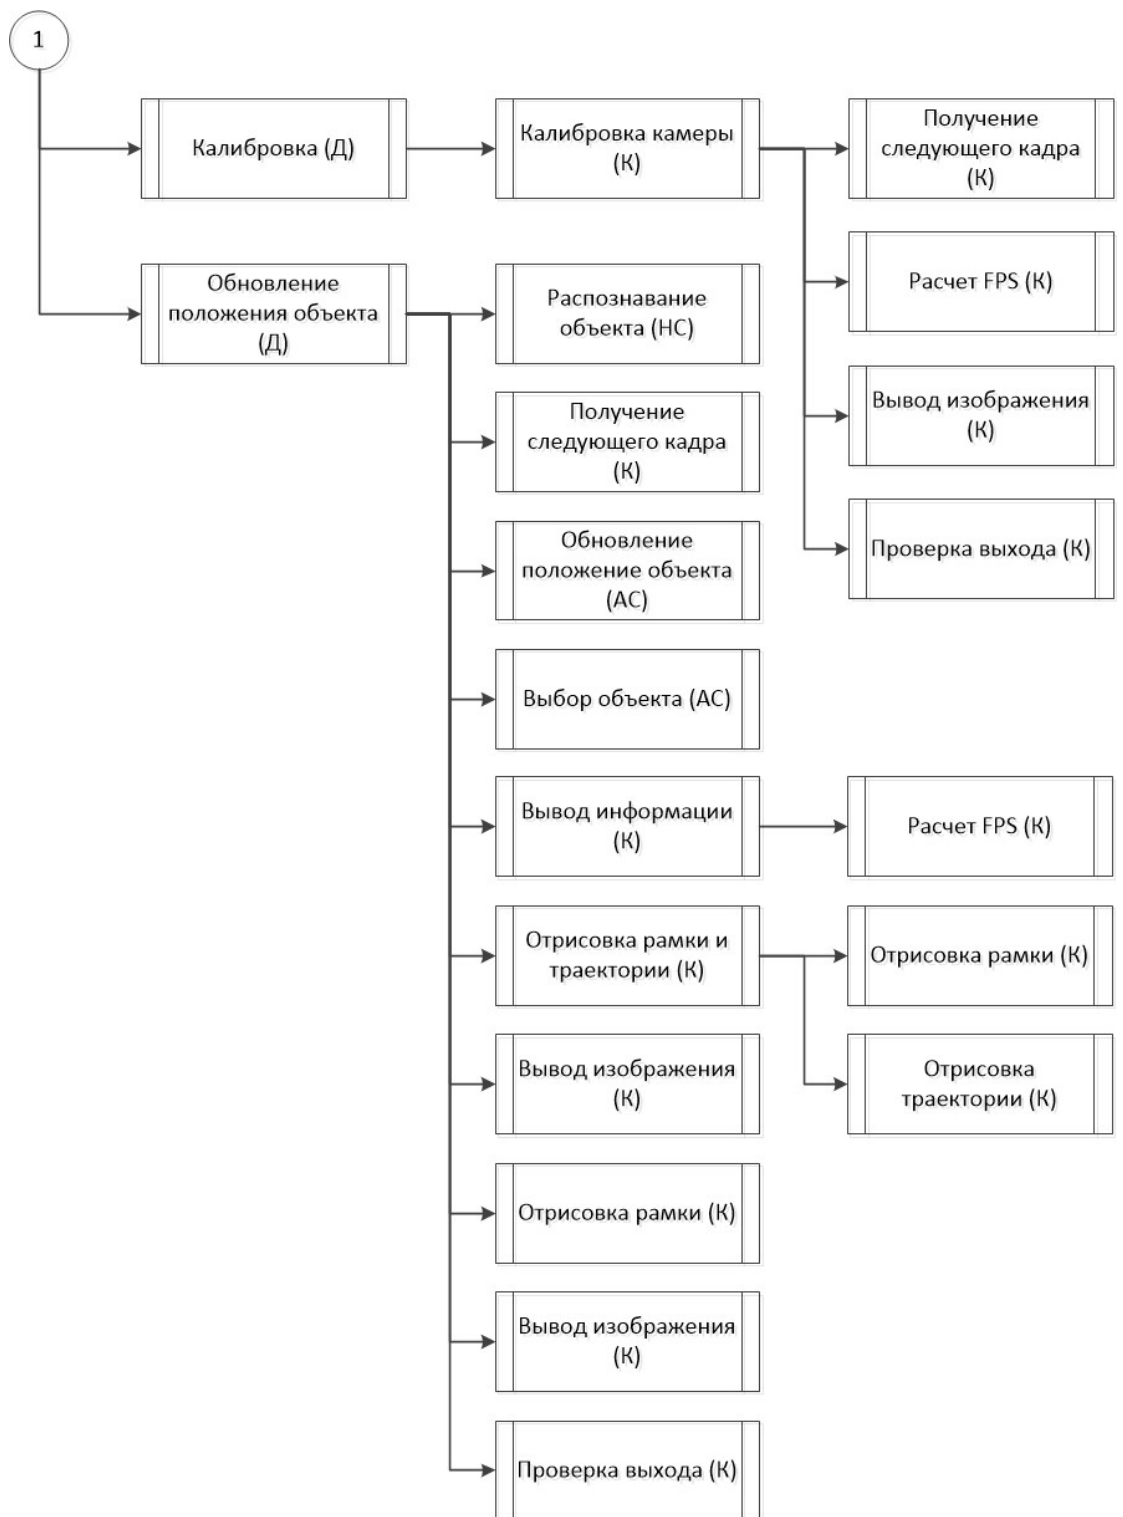 1
Калибровка (Д)
Калибровка камеры
(К)
Получение
следующего кадра
(К)
Расчет FPS (К)
Вывод изображения
(К)
Проверка выхода (К)
Обновление
положения объекта
(Д)
Распознавание
объекта (НС)
Получение
следующего кадра
(К)
Обновление
положение объекта
(АС)
Выбор объекта (АС)
Вывод информации
(К)
Расчет FPS (К)
Отрисовка рамки и
траектории (К)
Отрисовка рамки (К)
Отрисовка
траектории (К)
Вывод изображения
(К)
Отрисовка рамки (К)
Вывод изображения
(К)
Проверка выхода (К)